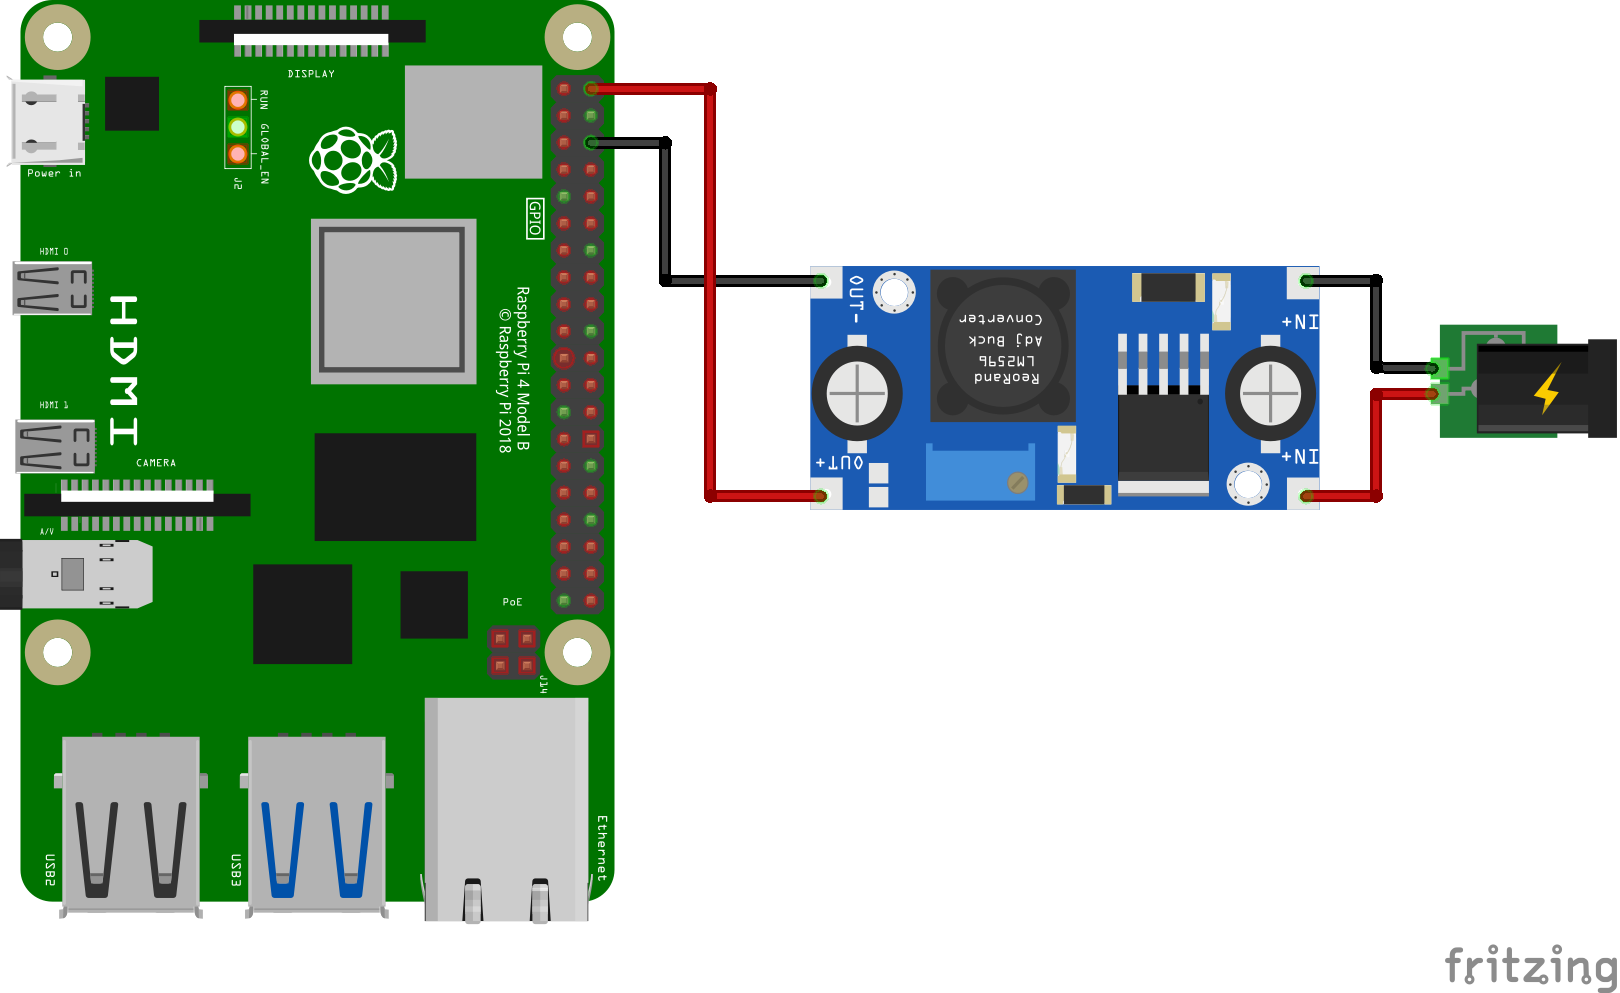 DISPLAY
RUN
GLOBAL_EN
J2
Power in
GPIO
HDMI 0
HDMI
Raspberry Pi 4 Model B
© Raspberry Pi 2018
HDMI 1
CAMERA
A/V
PoE
J14
USB2
USB3
Ethernet
OUT-
OUT+
ReoRand
LM2596
Adj Buck
Converter
IN+
IN+
fritzing